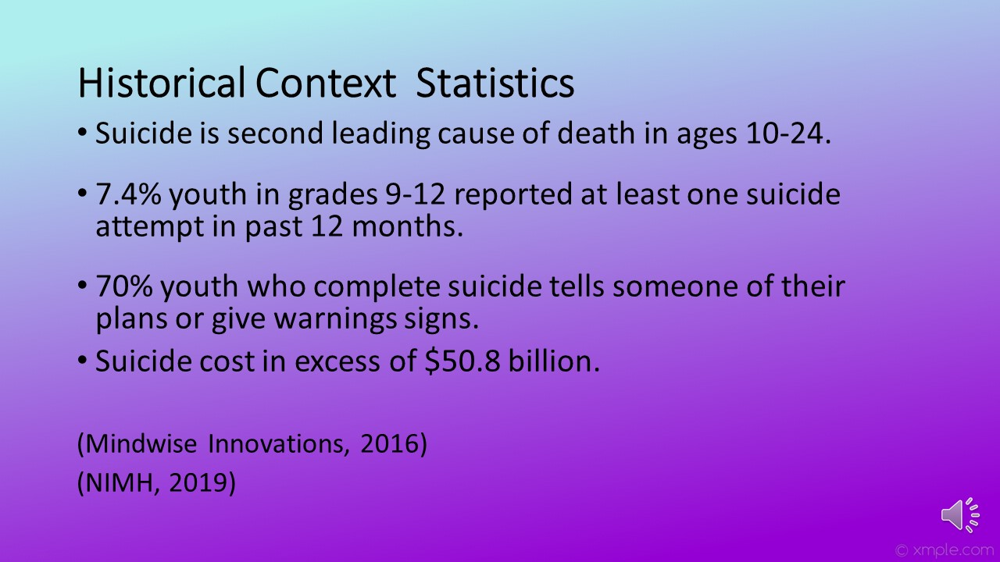 Historical Context  Statistics
• Suicide is second leading cause of death in ages 10-24.
• 7.4% youth in grades 9-12 reported at least one suicide
attempt in past 12 months.
• 70% youth who complete suicide tells someone of their
plans or give warnings signs.
• Suicide cost in excess of $50.8 billion.
(Mindwise Innovations, 2016)
(NIMH, 2019)
© xmple.com